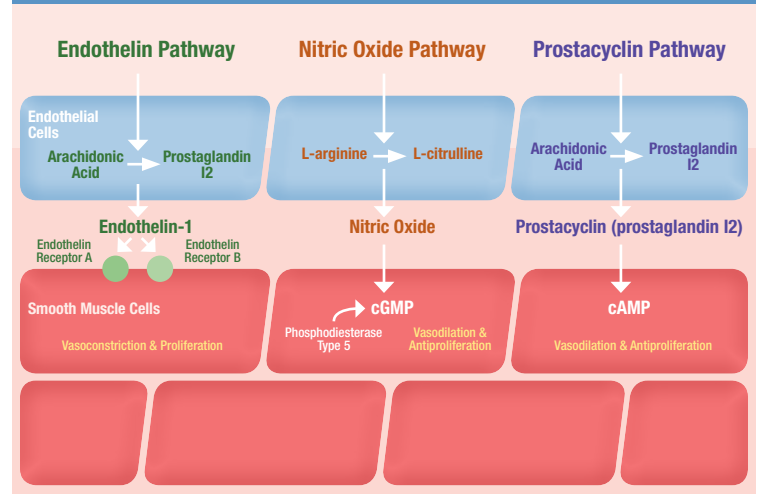 Endothelin Pathway
Nitric Oxide Pathway
Prostacyclin Pathway
Endothelial
Cells
Arachidonic
Acid
Prostaglandin
I2
L-arginine
L-citrulline
Arachidonic
Acid
Prostaglandin
I2
Endothelin-1
Nitric Oxide
Prostacyclin (prostaglandin I2)
Endothelin
Receptor A
Endothelin
Receptor B
Smooth Muscle Cells
Vasoconstriction & Proliferation
cGMP
Phosphodiesterase
Type 5
Vasodilation &
Antiproliferation
cAMP
Vasodilation & Antiproliferation